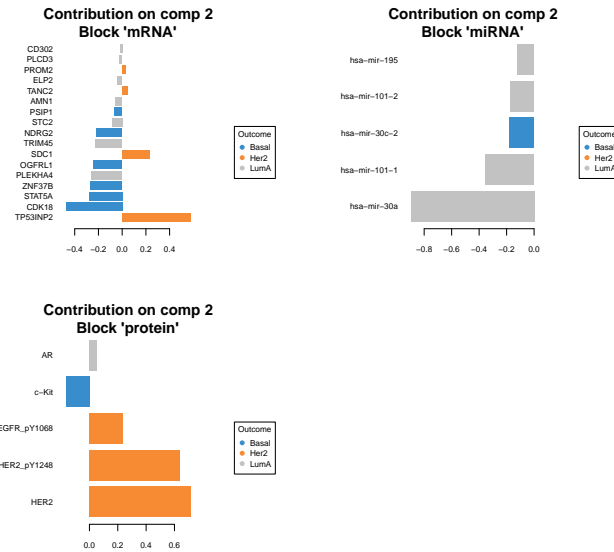 Contribution on comp 2
Block 'mRNA'
CD302
PLCD3
PROM2
ELP2
TANC2
AMN1
PSIP1
STC2
NDRG2
TRIM45
SDC1
OGFRL1
PLEKHA4
ZNF37B
STAT5A
CDK18
TP53INP2
−0.4 −0.2 0.0 0.2 0.4
Outcome
Basal
Her2
LumA
Contribution on comp 2
Block 'miRNA'
hsa−mir−195
hsa−mir−101−2
hsa−mir−30c−2
hsa−mir−101−1
hsa−mir−30a
−0.8 −0.6 −0.4 −0.2 0.0
Outcome
Basal
Her2
LumA
Contribution on comp 2
Block 'protein'
AR
c−Kit
EGFR_pY1068
HER2_pY1248
HER2
0.0 0.2 0.4 0.6
Outcome
Basal
Her2
LumA